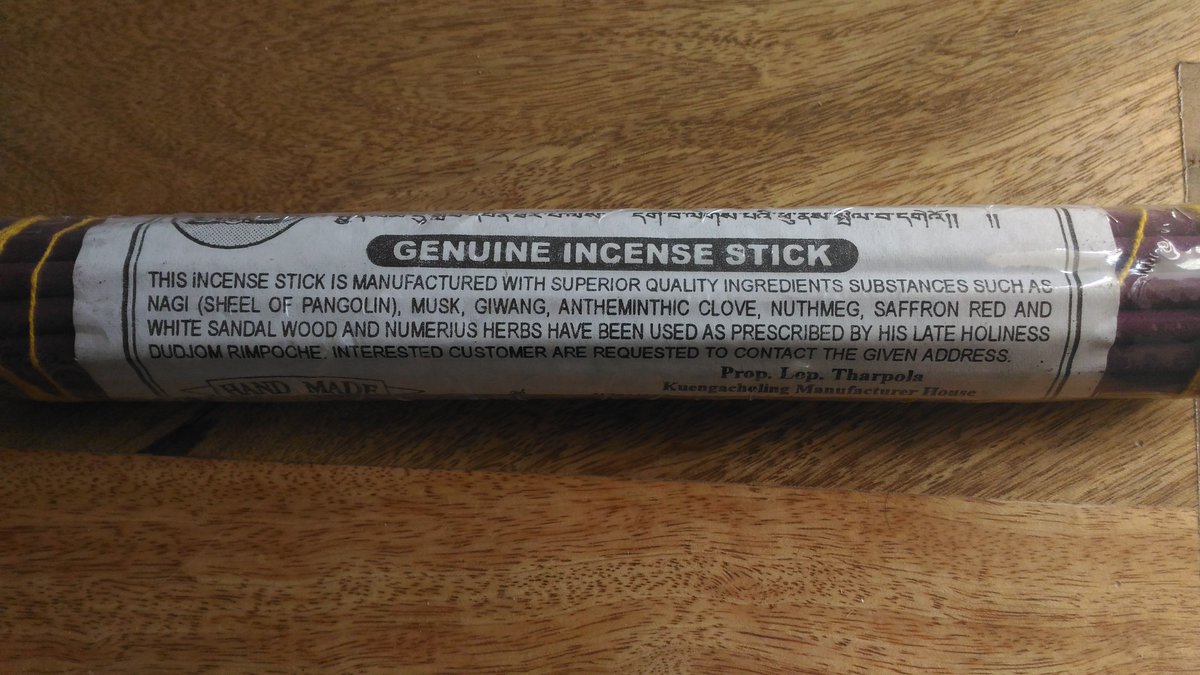 GENUINE INCENSE STICK
THIS INCENSE STICK IS MANUFACTURED WITH SUPERIOR QUALITY INGREDIENTS SUBSTANCES SUCH AS
NAGI (SHEEL OF PANGOLIN), MUSK, GIWANG, ANTHEMINTHIC CLOVE, NUTHMEG, SAFFRON RED AND
WHITE SANDAL WOOD AND NUMERIUS HERBS HAVE BEEN USED AS PRESCRIBED BY HIS LATE HOLINESS
DUDJOM RIMPOCHE. INTERESTED CUSTOMER ARE REQUESTED TO CONTACT THE GIVEN ADDRESS.
Prop. Lop. Tharpola
HAND MADE
Kuengacholing Manufacturer House